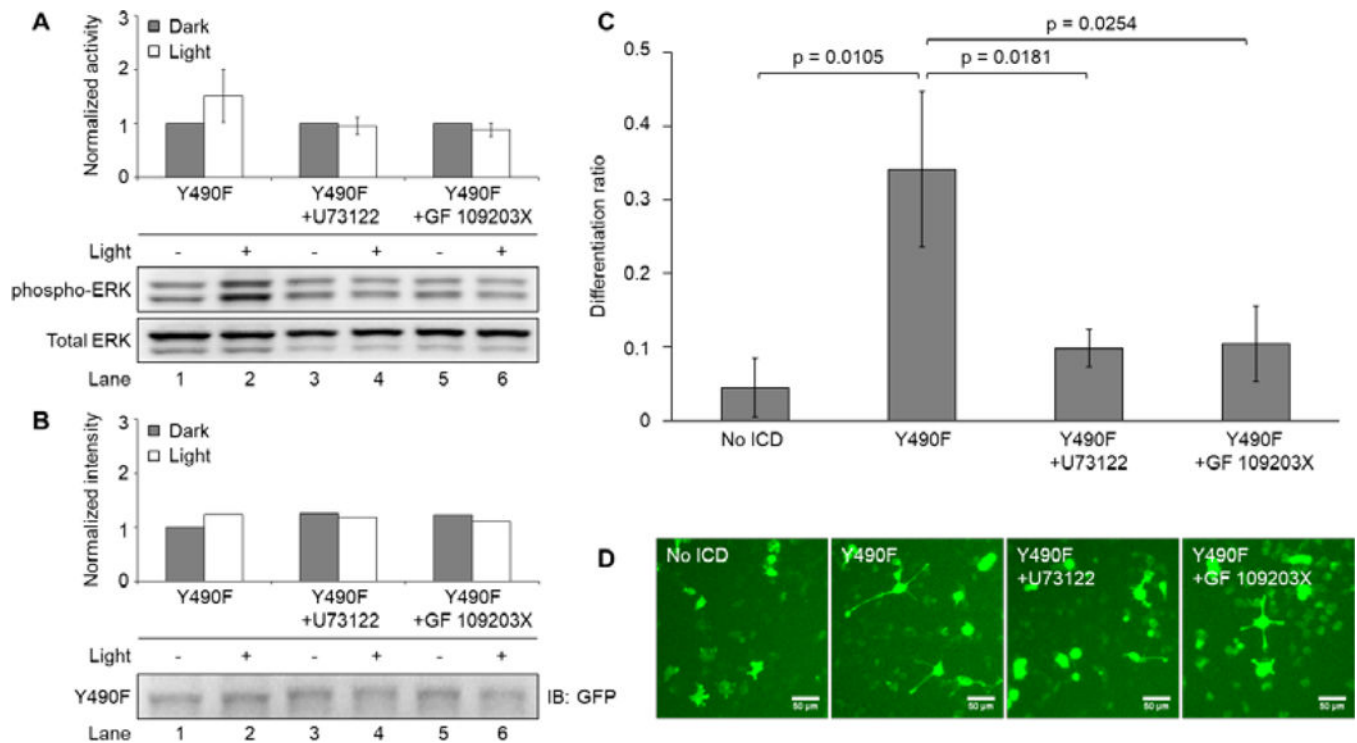 A
Normalized activity
3
2
1
0
Dark
Light
Y490F
Y490F
+U73122
Y490F
+GF 109203X
Light - + - + - +
phospho-ERK
Total ERK
Lane 1 2 3 4 5 6
B
Normalized intensity
3
2
1
0
Dark
Light
Y490F
Y490F
+U73122
Y490F
+GF 109203X
Light - + - + - +
Y490F
IB: GFP
Lane 1 2 3 4 5 6
C
p = 0.0254
p = 0.0105
p = 0.0181
Differentiation ratio
0.5
0.4
0.3
0.2
0.1
0
No ICD
Y490F
Y490F
+U73122
Y490F
+GF 109203X
D
No ICD
50 µm
Y490F
50 µm
Y490F
+U73122
50 µm
Y490F
+GF 109203X
50 µm